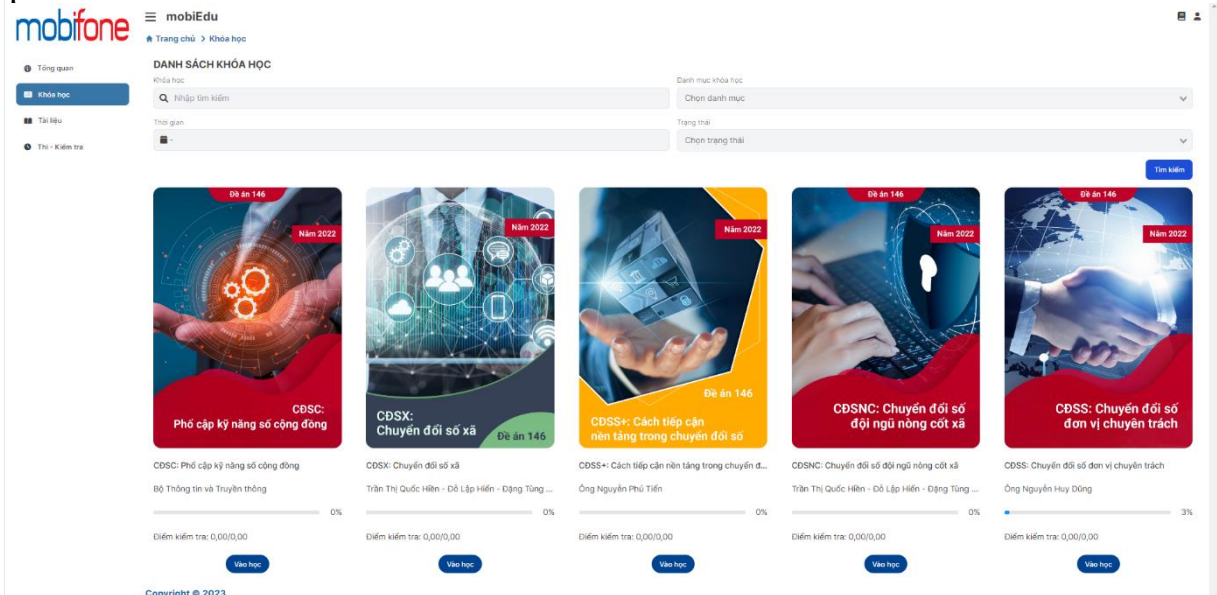 mobifone
mobiEdu
Trang chủ > Khóa học
Tổng quan
Khóa học
Tài liệu
Thi - Kiểm tra
DANH SÁCH KHÓA HỌC
Khóa học
Danh mục khóa học
Nhập tìm kiếm
Chọn danh mục
Thời gian
Trạng thái
-
Chọn trạng thái
Tìm kiếm
Đề án 146
Năm 2022
CĐSC:
Phổ cập kỹ năng số cộng đồng
Năm 2022
CĐSX:
Chuyển đổi số xã
Đề án 146
Năm 2022
Đề án 146
CĐSS+: Cách tiếp cận
nền tảng trong chuyển đổi số
Đề án 146
Năm 2022
CĐSNC: Chuyển đổi số
đội ngũ nòng cốt xã
Đề án 146
Năm 2022
CĐSS: Chuyển đổi số
đơn vị chuyên trách
CĐSC: Phổ cập kỹ năng số cộng đồng
Bộ Thông tin và Truyền thông
0%
Điểm kiểm tra: 0,00/0,00
Vào học
CĐSX: Chuyển đổi số xã
Trần Thị Quốc Hiền - Đỗ Lập Hiển - Đặng Tùng ...
0%
Điểm kiểm tra: 0,00/0,00
Vào học
CĐSS+: Cách tiếp cận nền tảng trong chuyển đ...
Ông Nguyễn Phú Tiến
0%
Điểm kiểm tra: 0,00/0,00
Vào học
CĐSNC: Chuyển đổi số đội ngũ nòng cốt xã
Trần Thị Quốc Hiền - Đỗ Lập Hiển - Đặng Tùng ...
0%
Điểm kiểm tra: 0,00/0,00
Vào học
CĐSS: Chuyển đổi số đơn vị chuyên trách
Ông Nguyễn Huy Dũng
3%
Điểm kiểm tra: 0,00/0,00
Vào học
Copyright © 2023